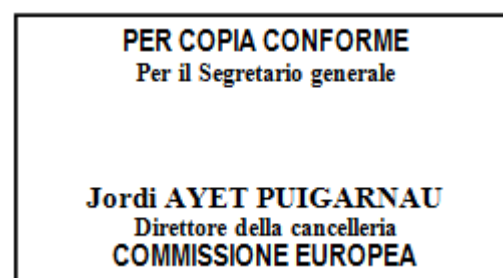 PER COPIA CONFORME
Per il Segretario generale
Jordi AYET PUIGARNAU
Direttore della cancelleria
COMMISSIONE EUROPEA